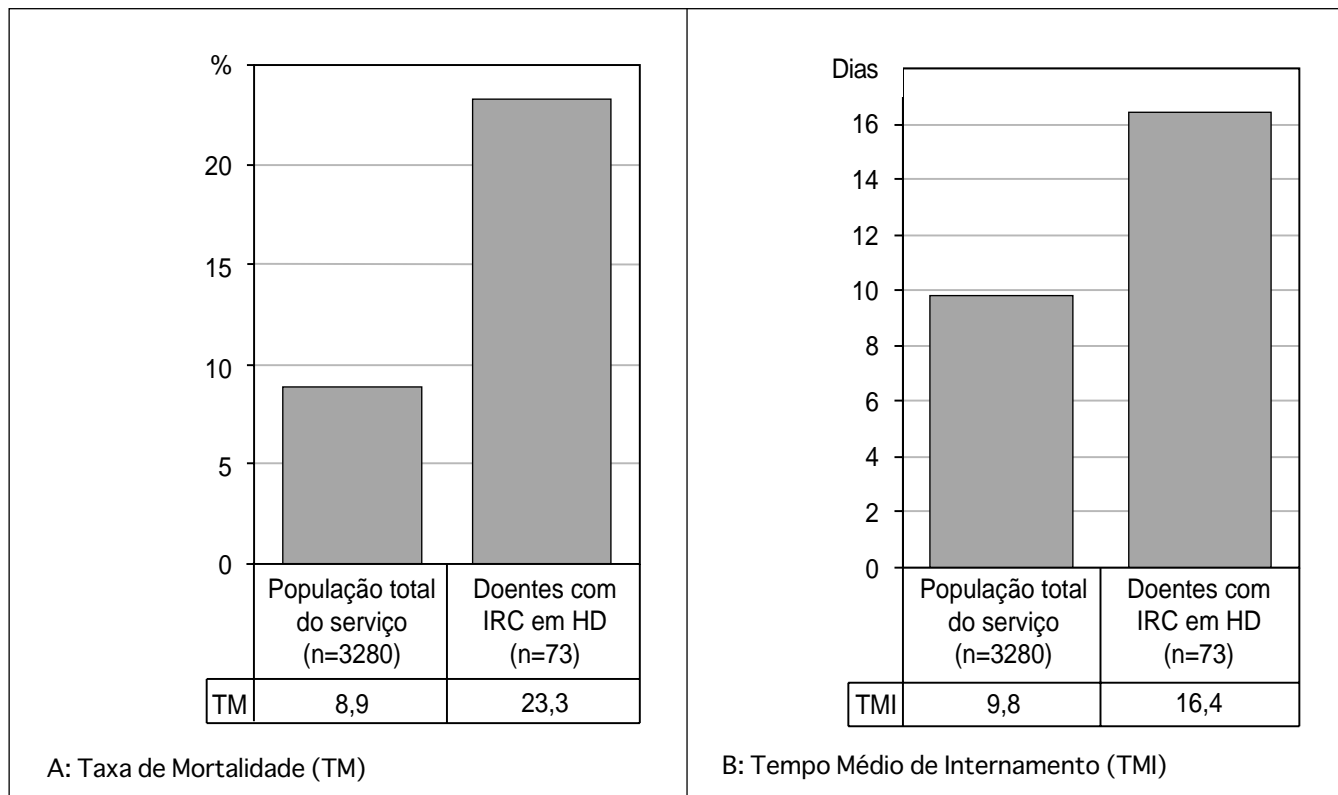 %
20
15
10
5
0
População total
do serviço
(n=3280)
Doentes com
IRC em HD
(n=73)
TM 8,9 23,3
A: Taxa de Mortalidade (TM)
Dias
16
14
12
10
8
6
4
2
0
População total
do serviço
(n=3280)
Doentes com
IRC em HD
(n=73)
TMI 9,8 16,4
B: Tempo Médio de Internamento (TMI)